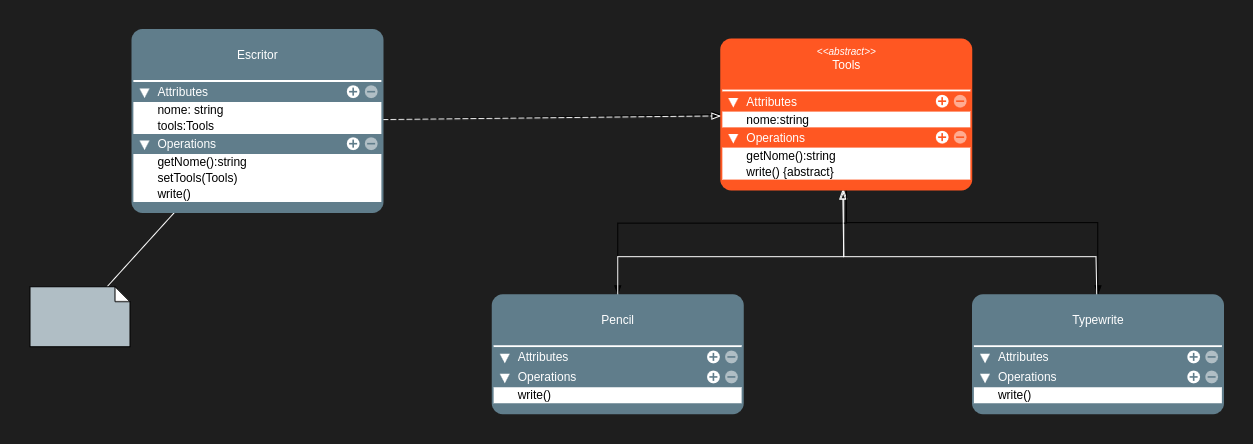 Escritor
Attributes
nome: string
tools:Tools
Operations
getNome():string
setTools(Tools)
write()
<<abstract>>
Tools
Attributes
nome:string
Operations
getNome():string
write() {abstract}
Pencil
Attributes
Operations
write()
Typewrite
Attributes
Operations
write()